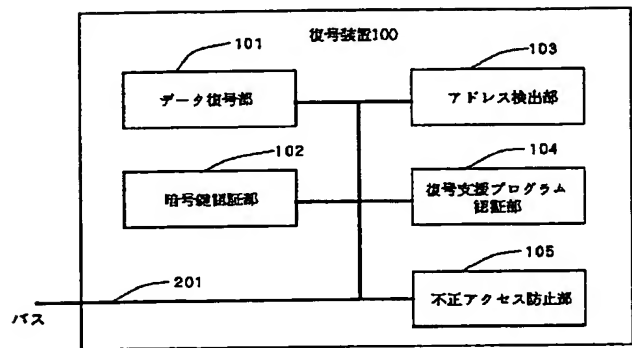 復号装置100
101
データ復号部
103
アドレス検出部
102
暗号鍵認証部
104
復号支援プログラム
認証部
105
不正アクセス防止部
201
バス